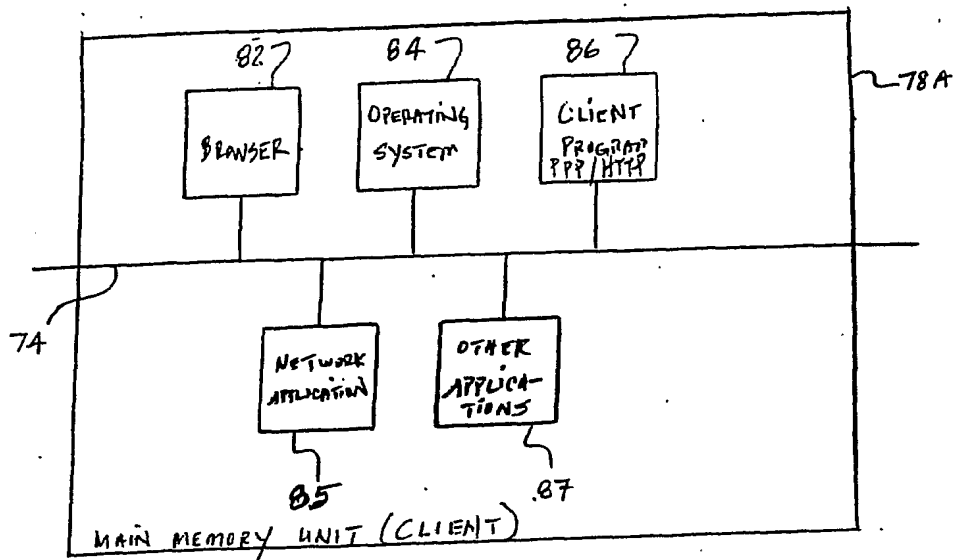 82
84
86
78A
BROWSER
OPERATING
SYSTEM
CLIENT
PROGRAM
PPP/HTTP
74
NETWORK
APPLICATION
OTHER
APPLICA-
TIONS
85
87
MAIN MEMORY UNIT (CLIENT)